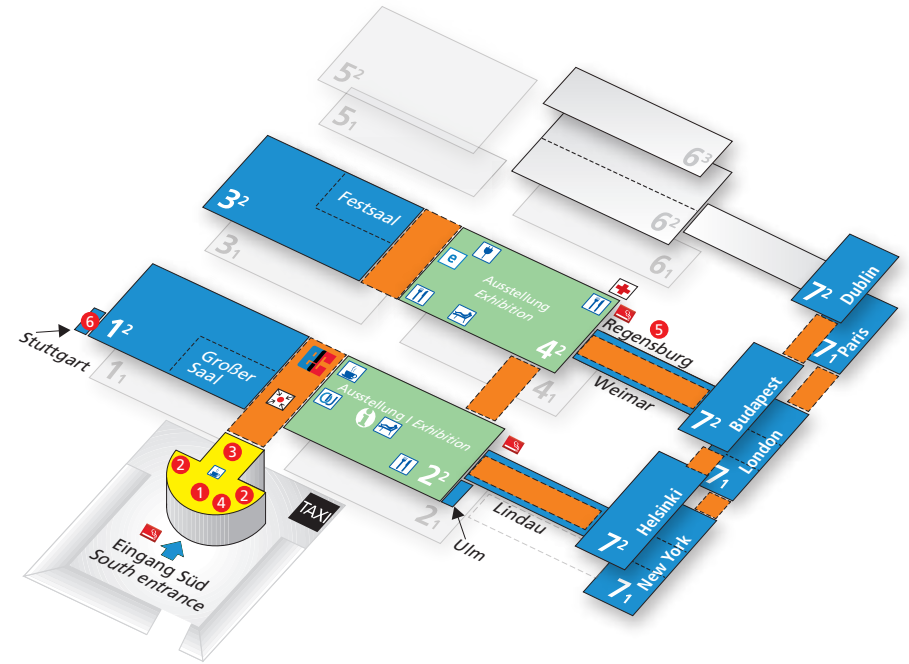 5²
5₁
6³
6²
6₁
3²
Festsaal
3₁
e
Ausstellung
Exhibition
4²
4₁
7²
Dublin
7₁
Paris
5
Regensburg
Weimar
6
1²
Stuttgart
1₁
Großer
Saal
@
i
Ausstellung | Exhibition
2²
2₁
7²
Budapest
7₁
London
3
2
1
4
2
TAXI
Lindau
Ulm
7²
Helsinki
7₁
New York
Eingang Süd
South entrance